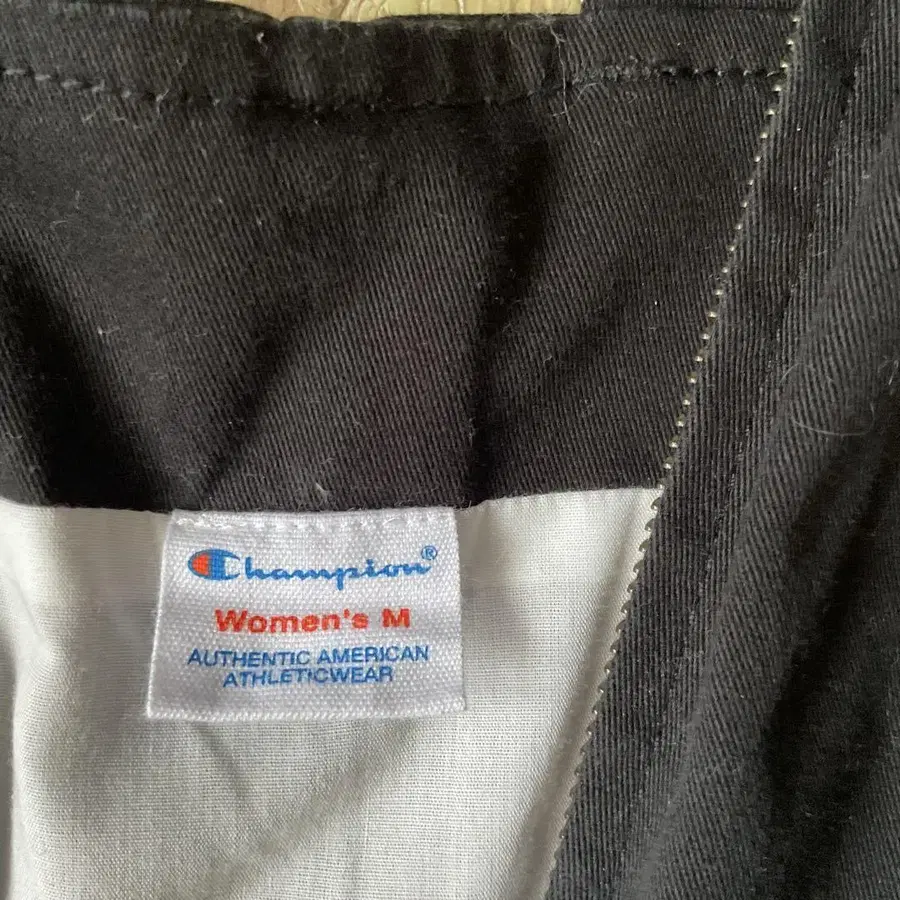 Champion®
Women's M
AUTHENTIC AMERICAN
ATHLETICWEAR